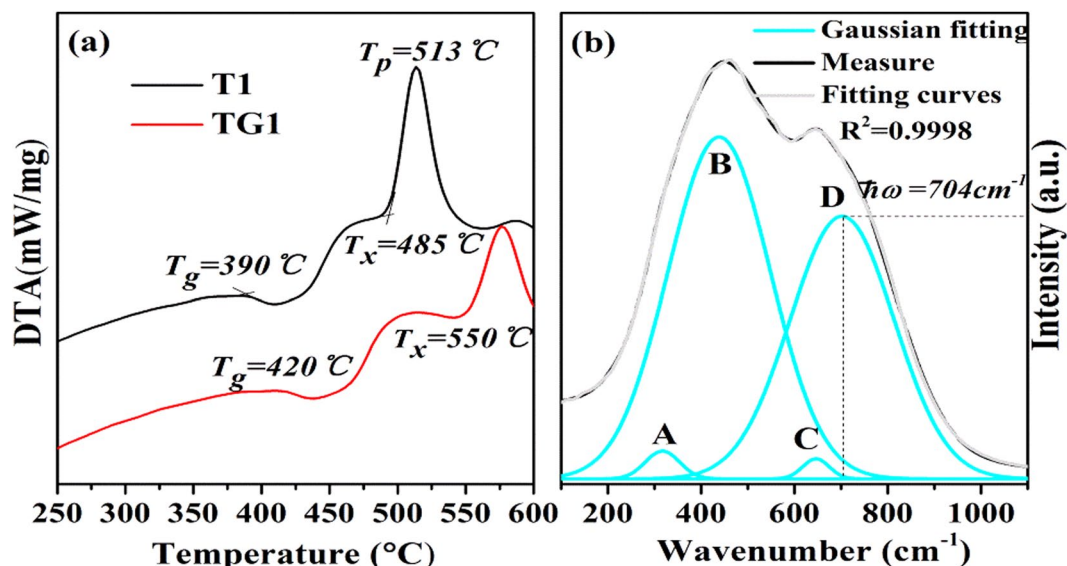 (a)
T1
TG1
Tp=513 ℃
Tx=485 ℃
Tg=390 ℃
Tx=550 ℃
Tg=420 ℃
DTA(mW/mg)
250 300 350 400 450 500 550 600
Temperature (°C)
(b)
Gaussian fitting
Measure
Fitting curves
R²=0.9998
ħω =704cm⁻¹
A
B
C
D
Intensity (a.u.)
200 400 600 800 1000
Wavenumber (cm⁻¹)